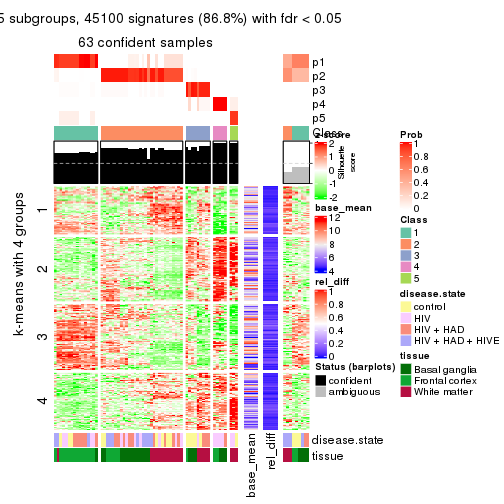 5 subgroups, 45100 signatures (86.8%) with fdr < 0.05
63 confident samples
p1
p2
p3
p4
p5
Class
Silhouette
score
1
2
3
4
k-means with 4 groups
base_mean
rel_diff
disease.state
tissue
z-score
2
1
0
-1
-2
base_mean
12
10
8
6
4
rel_diff
1
0.8
0.6
0.4
0.2
0
Status (barplots)
confident
ambiguous
Prob
1
0.8
0.6
0.4
0.2
0
Class
1
2
3
4
5
disease.state
control
HIV
HIV + HAD
HIV + HAD + HIVE
tissue
Basal ganglia
Frontal cortex
White matter